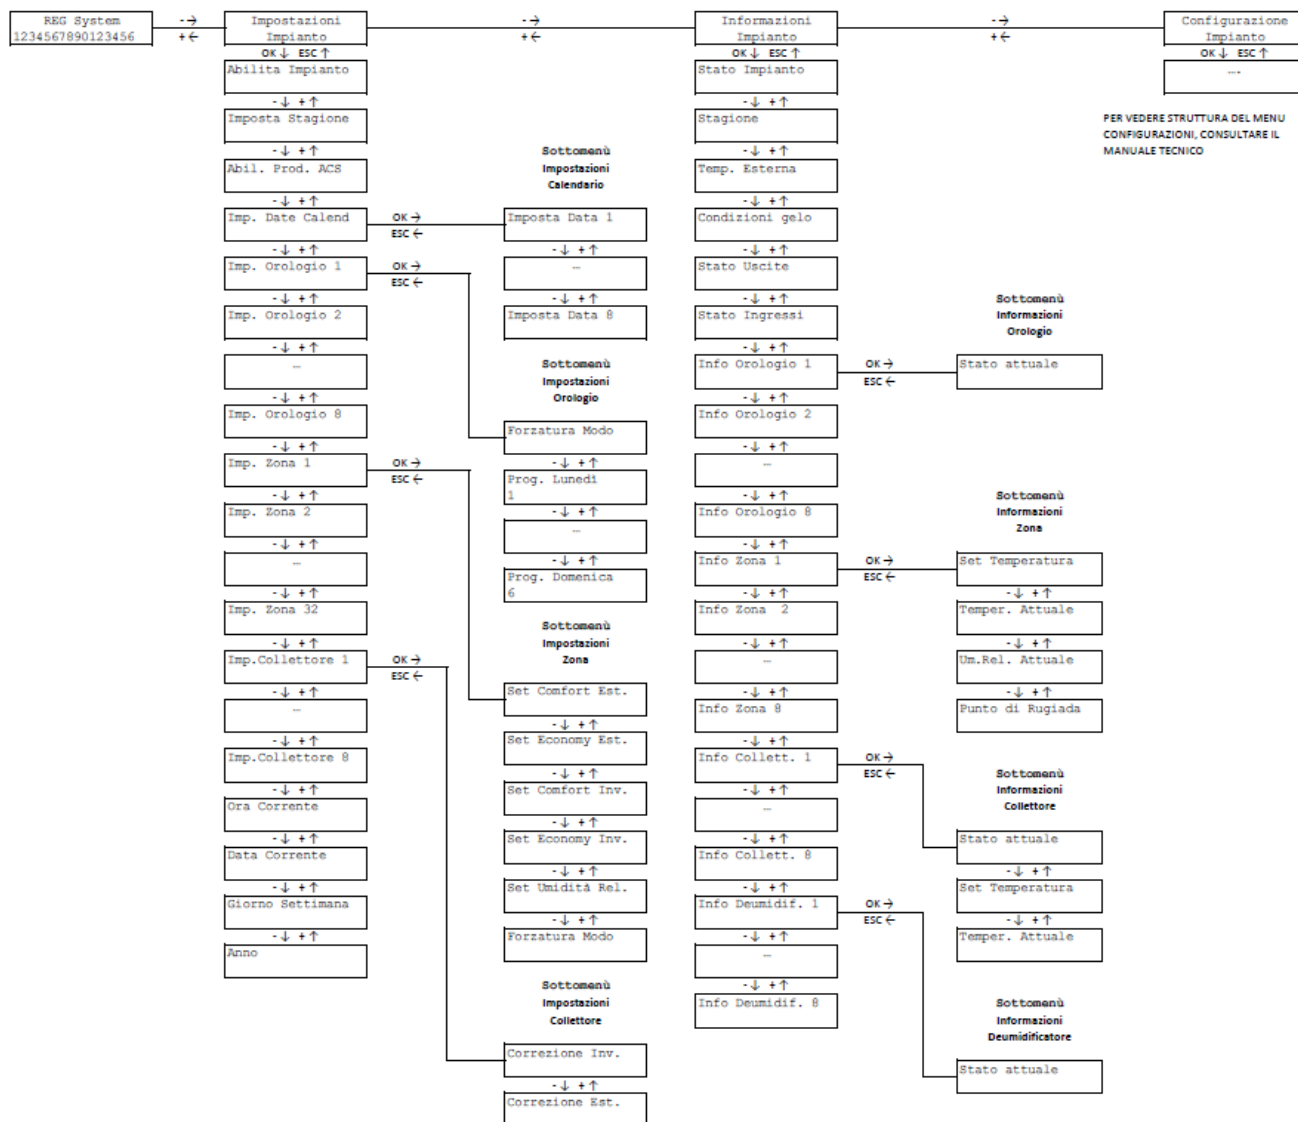 REG System
1234567890123456
- →
+ ←
Impostazioni
Impianto
OK ↓ ESC ↑
Abilita Impianto
- ↓ + ↑
Imposta Stagione
- ↓ + ↑
Abil. Prod. ACS
- ↓ + ↑
Imp. Date Calend
- ↓ + ↑
Imp. Orologio 1
- ↓ + ↑
Imp. Orologio 2
- ↓ + ↑
...
- ↓ + ↑
Imp. Orologio 8
- ↓ + ↑
Imp. Zona 1
- ↓ + ↑
Imp. Zona 2
- ↓ + ↑
...
- ↓ + ↑
Imp. Zona 32
- ↓ + ↑
Imp.Collettore 1
- ↓ + ↑
...
- ↓ + ↑
Imp.Collettore 8
- ↓ + ↑
Ora Corrente
- ↓ + ↑
Data Corrente
- ↓ + ↑
Giorno Settimana
- ↓ + ↑
Anno
Sottomenù
Impostazioni
Calendario
OK →
ESC ←
Imposta Data 1
- ↓ + ↑
...
- ↓ + ↑
Imposta Data 8
Sottomenù
Impostazioni
Orologio
OK →
ESC ←
Forzatura Modo
- ↓ + ↑
Prog. Lunedì
1
- ↓ + ↑
...
- ↓ + ↑
Prog. Domenica
6
Sottomenù
Impostazioni
Zona
OK →
ESC ←
Set Comfort Est.
- ↓ + ↑
Set Economy Est.
- ↓ + ↑
Set Comfort Inv.
- ↓ + ↑
Set Economy Inv.
- ↓ + ↑
Set Umidità Rel.
- ↓ + ↑
Forzatura Modo
Sottomenù
Impostazioni
Collettore
OK →
ESC ←
Correzione Inv.
- ↓ + ↑
Correzione Est.
- →
+ ←
Informazioni
Impianto
OK ↓ ESC ↑
Stato Impianto
- ↓ + ↑
Stagione
- ↓ + ↑
Temp. Esterna
- ↓ + ↑
Condizioni gelo
- ↓ + ↑
Stato Uscite
- ↓ + ↑
Stato Ingressi
- ↓ + ↑
Info Orologio 1
- ↓ + ↑
Info Orologio 2
- ↓ + ↑
...
- ↓ + ↑
Info Orologio 8
- ↓ + ↑
Info Zona 1
- ↓ + ↑
Info Zona 2
- ↓ + ↑
...
- ↓ + ↑
Info Zona 8
- ↓ + ↑
Info Collett. 1
- ↓ + ↑
...
- ↓ + ↑
Info Collett. 8
- ↓ + ↑
Info Deumidif. 1
- ↓ + ↑
...
- ↓ + ↑
Info Deumidif. 8
Sottomenù
Informazioni
Orologio
OK →
ESC ←
Stato attuale
Sottomenù
Informazioni
Zona
OK →
ESC ←
Set Temperatura
- ↓ + ↑
Temper. Attuale
- ↓ + ↑
Um.Rel. Attuale
- ↓ + ↑
Punto di Rugiada
Sottomenù
Informazioni
Collettore
OK →
ESC ←
Stato attuale
- ↓ + ↑
Set Temperatura
- ↓ + ↑
Temper. Attuale
Sottomenù
Informazioni
Deumidificatore
OK →
ESC ←
Stato attuale
- →
+ ←
Configurazione
Impianto
OK ↓ ESC ↑
....
PER VEDERE STRUTTURA DEL MENU
CONFIGURAZIONI, CONSULTARE IL
MANUALE TECNICO